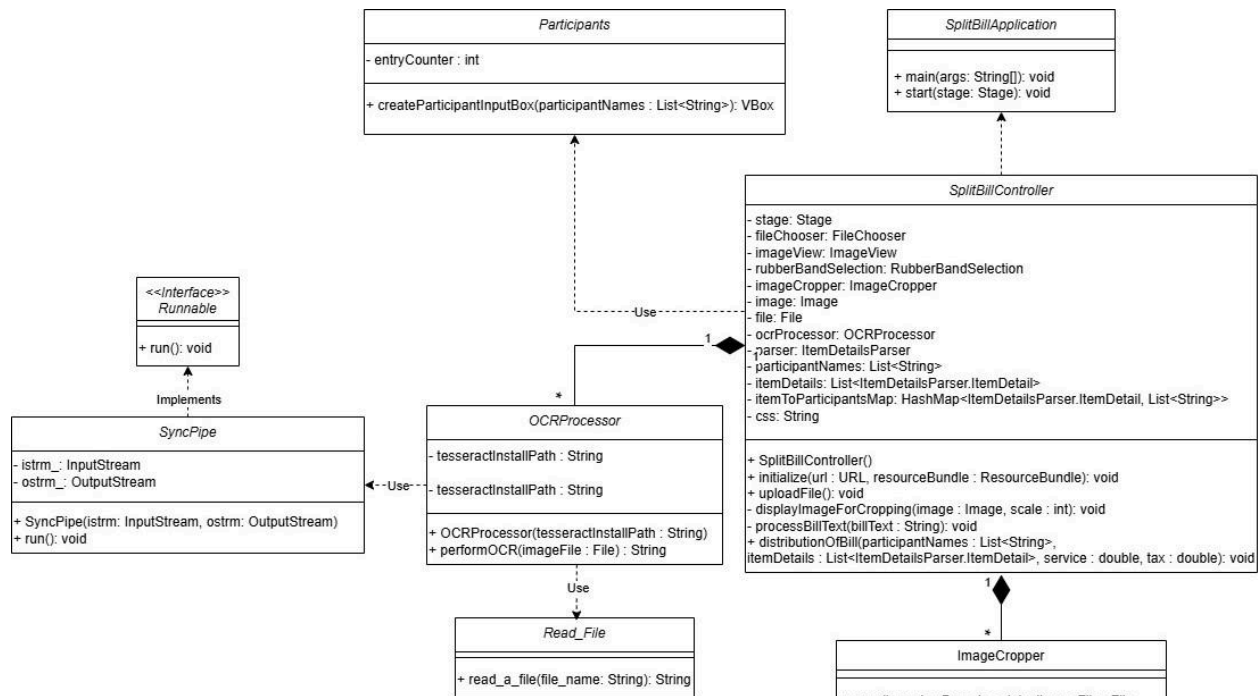 Participants
- entryCounter : int
+ createParticipantInputBox(participantNames : List<String>): VBox
SplitBillApplication
+ main(args: String[]): void
+ start(stage: Stage): void
SplitBillController
- stage: Stage
- fileChooser: FileChooser
- imageView: ImageView
- rubberBandSelection: RubberBandSelection
- imageCropper: ImageCropper
- image: Image
- file: File
- ocrProcessor: OCRProcessor
- parser: ItemDetailsParser
- participantNames: List<String>
- itemDetails: List<ItemDetailsParser.ItemDetail>
- itemToParticipantsMap: HashMap<ItemDetailsParser.ItemDetail, List<String>>
- css: String
+ SplitBillController()
+ initialize(url : URL, resourceBundle : ResourceBundle): void
+ uploadFile(): void
- displayImageForCropping(image : Image, scale : int): void
- processBillText(billText : String): void
+ distributionOfBill(participantNames : List<String>,
itemDetails : List<ItemDetailsParser.ItemDetail>, service : double, tax : double): void
Use
1
1
*
<<Interface>>
Runnable
+ run(): void
Implements
SyncPipe
- istrm_: InputStream
- ostrm_: OutputStream
+ SyncPipe(istrm: InputStream, ostrm: OutputStream)
+ run(): void
Use
OCRProcessor
- tesseractInstallPath : String
- tesseractInstallPath : String
+ OCRProcessor(tesseractInstallPath : String)
+ performOCR(imageFile : File) : String
Use
Read_File
+ read_a_file(file_name: String): String
1
*
ImageCropper